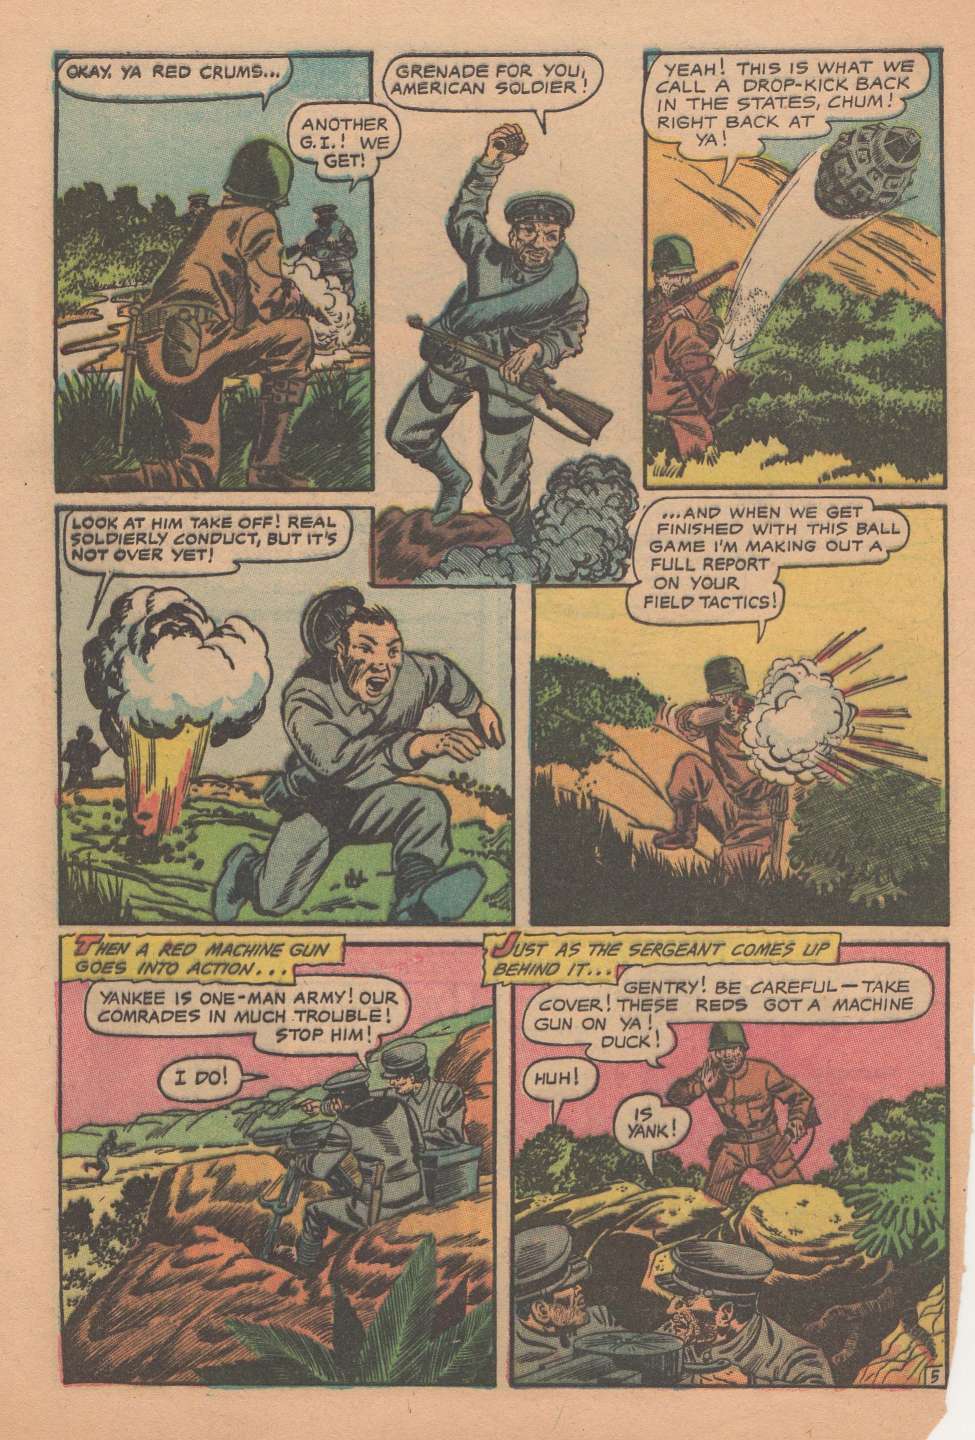 OKAY, YA RED CRUMS...
ANOTHER
G.I.! WE
GET!
GRENADE FOR YOU,
AMERICAN SOLDIER!
YEAH! THIS IS WHAT WE
CALL A DROP-KICK BACK
IN THE STATES, CHUM!
RIGHT BACK AT
YA!
LOOK AT HIM TAKE OFF! REAL
SOLDIERLY CONDUCT, BUT IT'S
NOT OVER YET!
...AND WHEN WE GET
FINISHED WITH THIS BALL
GAME I'M MAKING OUT A
FULL REPORT
ON YOUR
FIELD TACTICS!
THEN A RED MACHINE GUN
GOES INTO ACTION...
YANKEE IS ONE-MAN ARMY! OUR
COMRADES IN MUCH TROUBLE!
STOP HIM!
I DO!
JUST AS THE SERGEANT COMES UP
BEHIND IT...
GENTRY! BE CAREFUL—TAKE
COVER! THESE REDS GOT A MACHINE
GUN ON YA!
DUCK!
HUH!
IS
YANK!
5